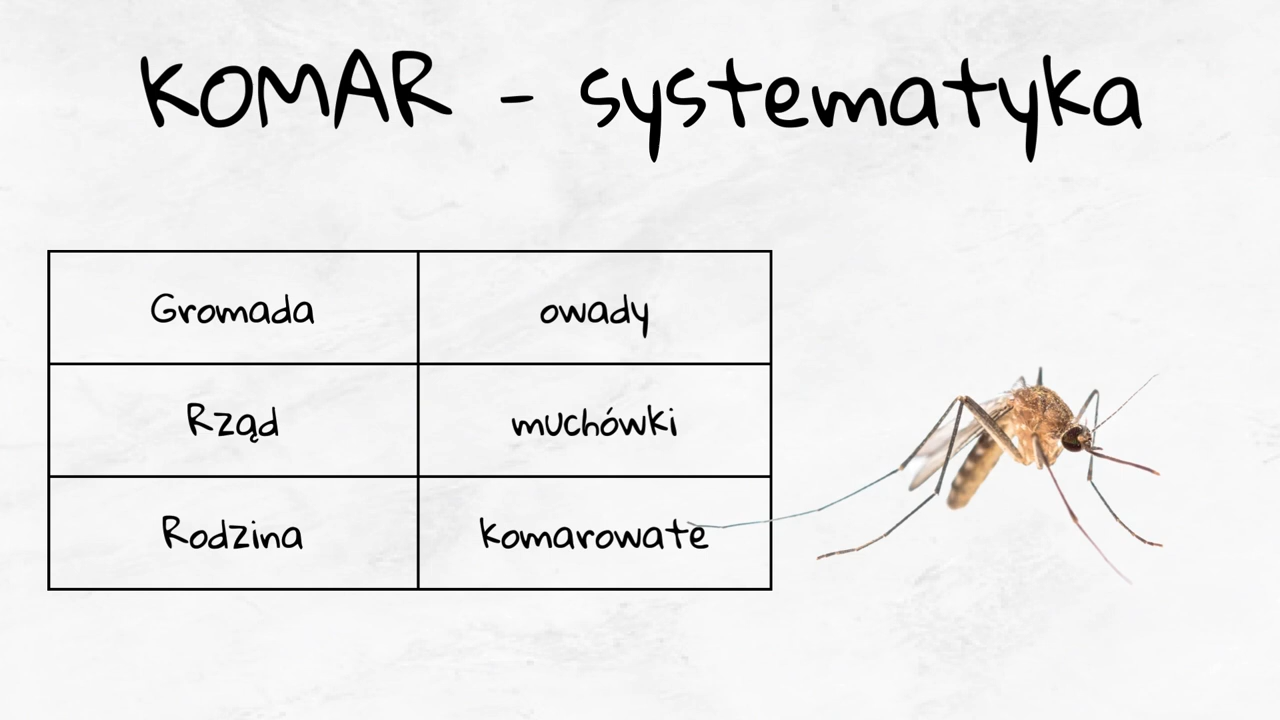 KOMAR - systematyka
Gromada owady
Rząd muchówki
Rodzina komarowate